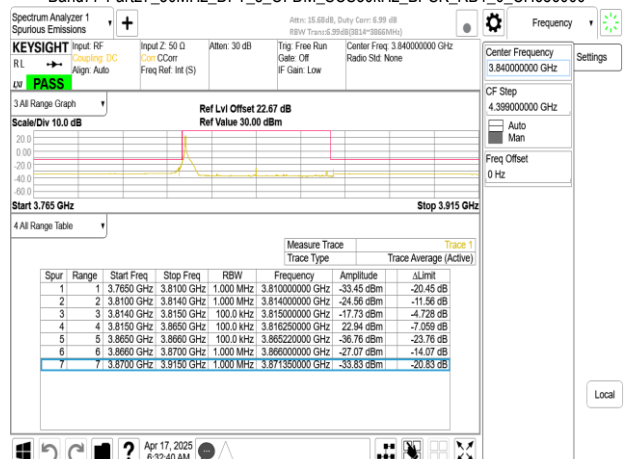 Spectrum Analyzer 1
Spurious Emissions
Attn: 15.68dB, Duty Corr: 6.99 dB
RBW Trans:6.99dB(3814~3866MHz)
Frequency
Settings
KEYSIGHT
RL
LXI PASS
Input: RF
Coupling: DC
Align: Auto
Input Z: 50 Ω
Corr CCorr
Freq Ref: Int (S)
Atten: 30 dB
Trig: Free Run
Gate: Off
IF Gain: Low
Center Freq: 3.840000000 GHz
Radio Std: None
Center Frequency
3.840000000 GHz
CF Step
4.399000000 GHz
Auto
Man
Freq Offset
0 Hz
3 All Range Graph
Scale/Div 10.0 dB
Ref Lvl Offset 22.67 dB
Ref Value 30.00 dBm
20.0
0.00
-20.0
-40.0
-60.0
Start 3.765 GHz
Stop 3.915 GHz
4 All Range Table
Measure Trace Trace 1
Trace Type Trace Average (Active)
Spur Range Start Freq Stop Freq RBW Frequency Amplitude ΔLimit
1 1 3.7650 GHz 3.8100 GHz 1.000 MHz 3.810000000 GHz -33.45 dBm -20.45 dB
2 2 3.8100 GHz 3.8140 GHz 1.000 MHz 3.814000000 GHz -24.56 dBm -11.56 dB
3 3 3.8140 GHz 3.8150 GHz 100.0 kHz 3.815000000 GHz -17.73 dBm -4.728 dB
4 4 3.8150 GHz 3.8650 GHz 100.0 kHz 3.816250000 GHz 22.94 dBm -7.059 dB
5 5 3.8650 GHz 3.8660 GHz 100.0 kHz 3.865220000 GHz -36.76 dBm -23.76 dB
6 6 3.8660 GHz 3.8700 GHz 1.000 MHz 3.866000000 GHz -27.07 dBm -14.07 dB
7 7 3.8700 GHz 3.9150 GHz 1.000 MHz 3.871350000 GHz -33.83 dBm -20.83 dB
Local
Apr 17, 2025
6:32:40 AM